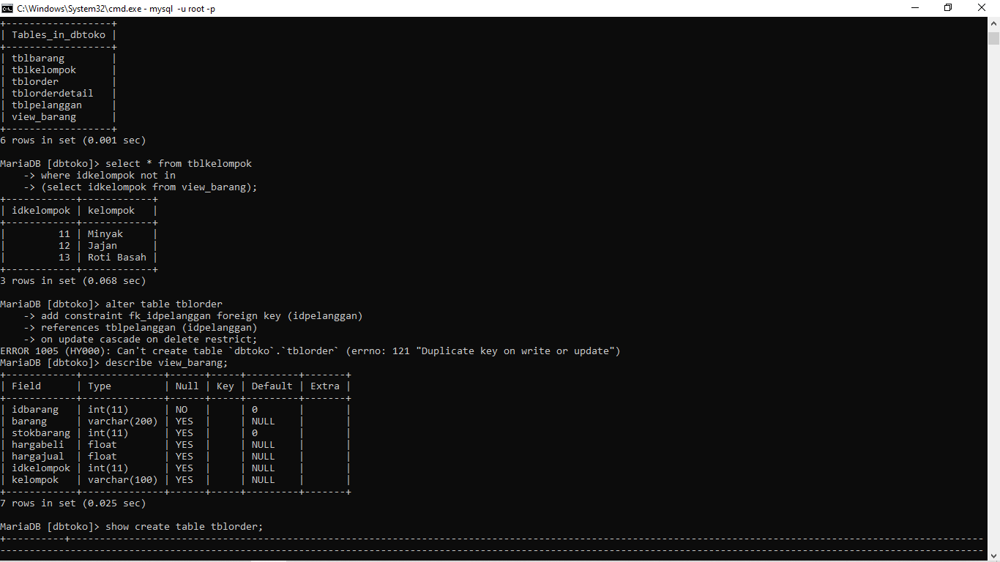 C:\Windows\System32\cmd.exe - mysql  -u root -p
+------------------+
| Tables_in_dbtoko |
+------------------+
| tblbarang        |
| tblkelompok      |
| tblorder         |
| tblorderdetail   |
| tblpelanggan     |
| view_barang      |
+------------------+
6 rows in set (0.001 sec)
MariaDB [dbtoko]> select * from tblkelompok
    -> where idkelompok not in
    -> (select idkelompok from view_barang);
+------------+------------+
| idkelompok | kelompok   |
+------------+------------+
|         11 | Minyak     |
|         12 | Jajan      |
|         13 | Roti Basah |
+------------+------------+
3 rows in set (0.068 sec)
MariaDB [dbtoko]> alter table tblorder
    -> add constraint fk_idpelanggan foreign key (idpelanggan)
    -> references tblpelanggan (idpelanggan)
    -> on update cascade on delete restrict;
ERROR 1005 (HY000): Can't create table `dbtoko`.`tblorder` (errno: 121 "Duplicate key on write or update")
MariaDB [dbtoko]> describe view_barang;
+------------+--------------+------+-----+---------+-------+
| Field      | Type         | Null | Key | Default | Extra |
+------------+--------------+------+-----+---------+-------+
| idbarang   | int(11)      | NO   |     | 0       |       |
| barang     | varchar(200) | YES  |     | NULL    |       |
| stokbarang | int(11)      | YES  |     | 0       |       |
| hargabeli  | float        | YES  |     | NULL    |       |
| hargajual  | float        | YES  |     | NULL    |       |
| idkelompok | int(11)      | YES  |     | NULL    |       |
| kelompok   | varchar(100) | YES  |     | NULL    |       |
+------------+--------------+------+-----+---------+-------+
7 rows in set (0.025 sec)
MariaDB [dbtoko]> show create table tblorder;